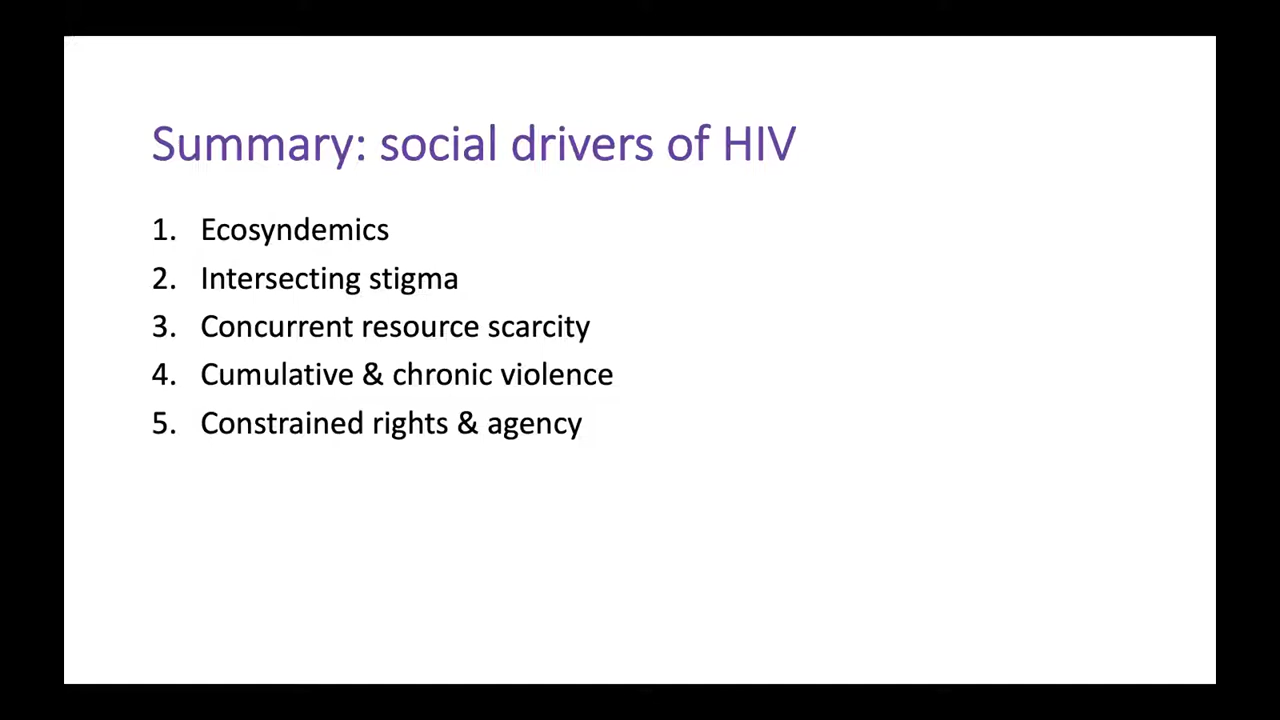 Summary: social drivers of HIV
1. Ecosyndemics
2. Intersecting stigma
3. Concurrent resource scarcity
4. Cumulative & chronic violence
5. Constrained rights & agency